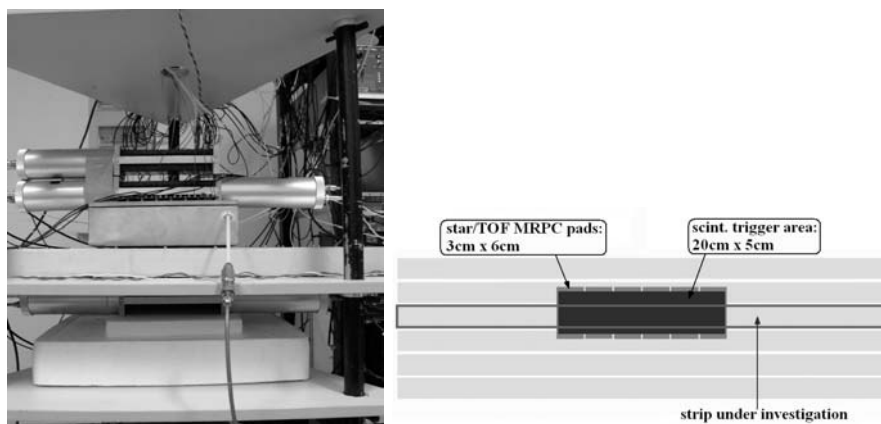 star/TOF MRPC pads:
3cm x 6cm
scint. trigger area:
20cm x 5cm
strip under investigation